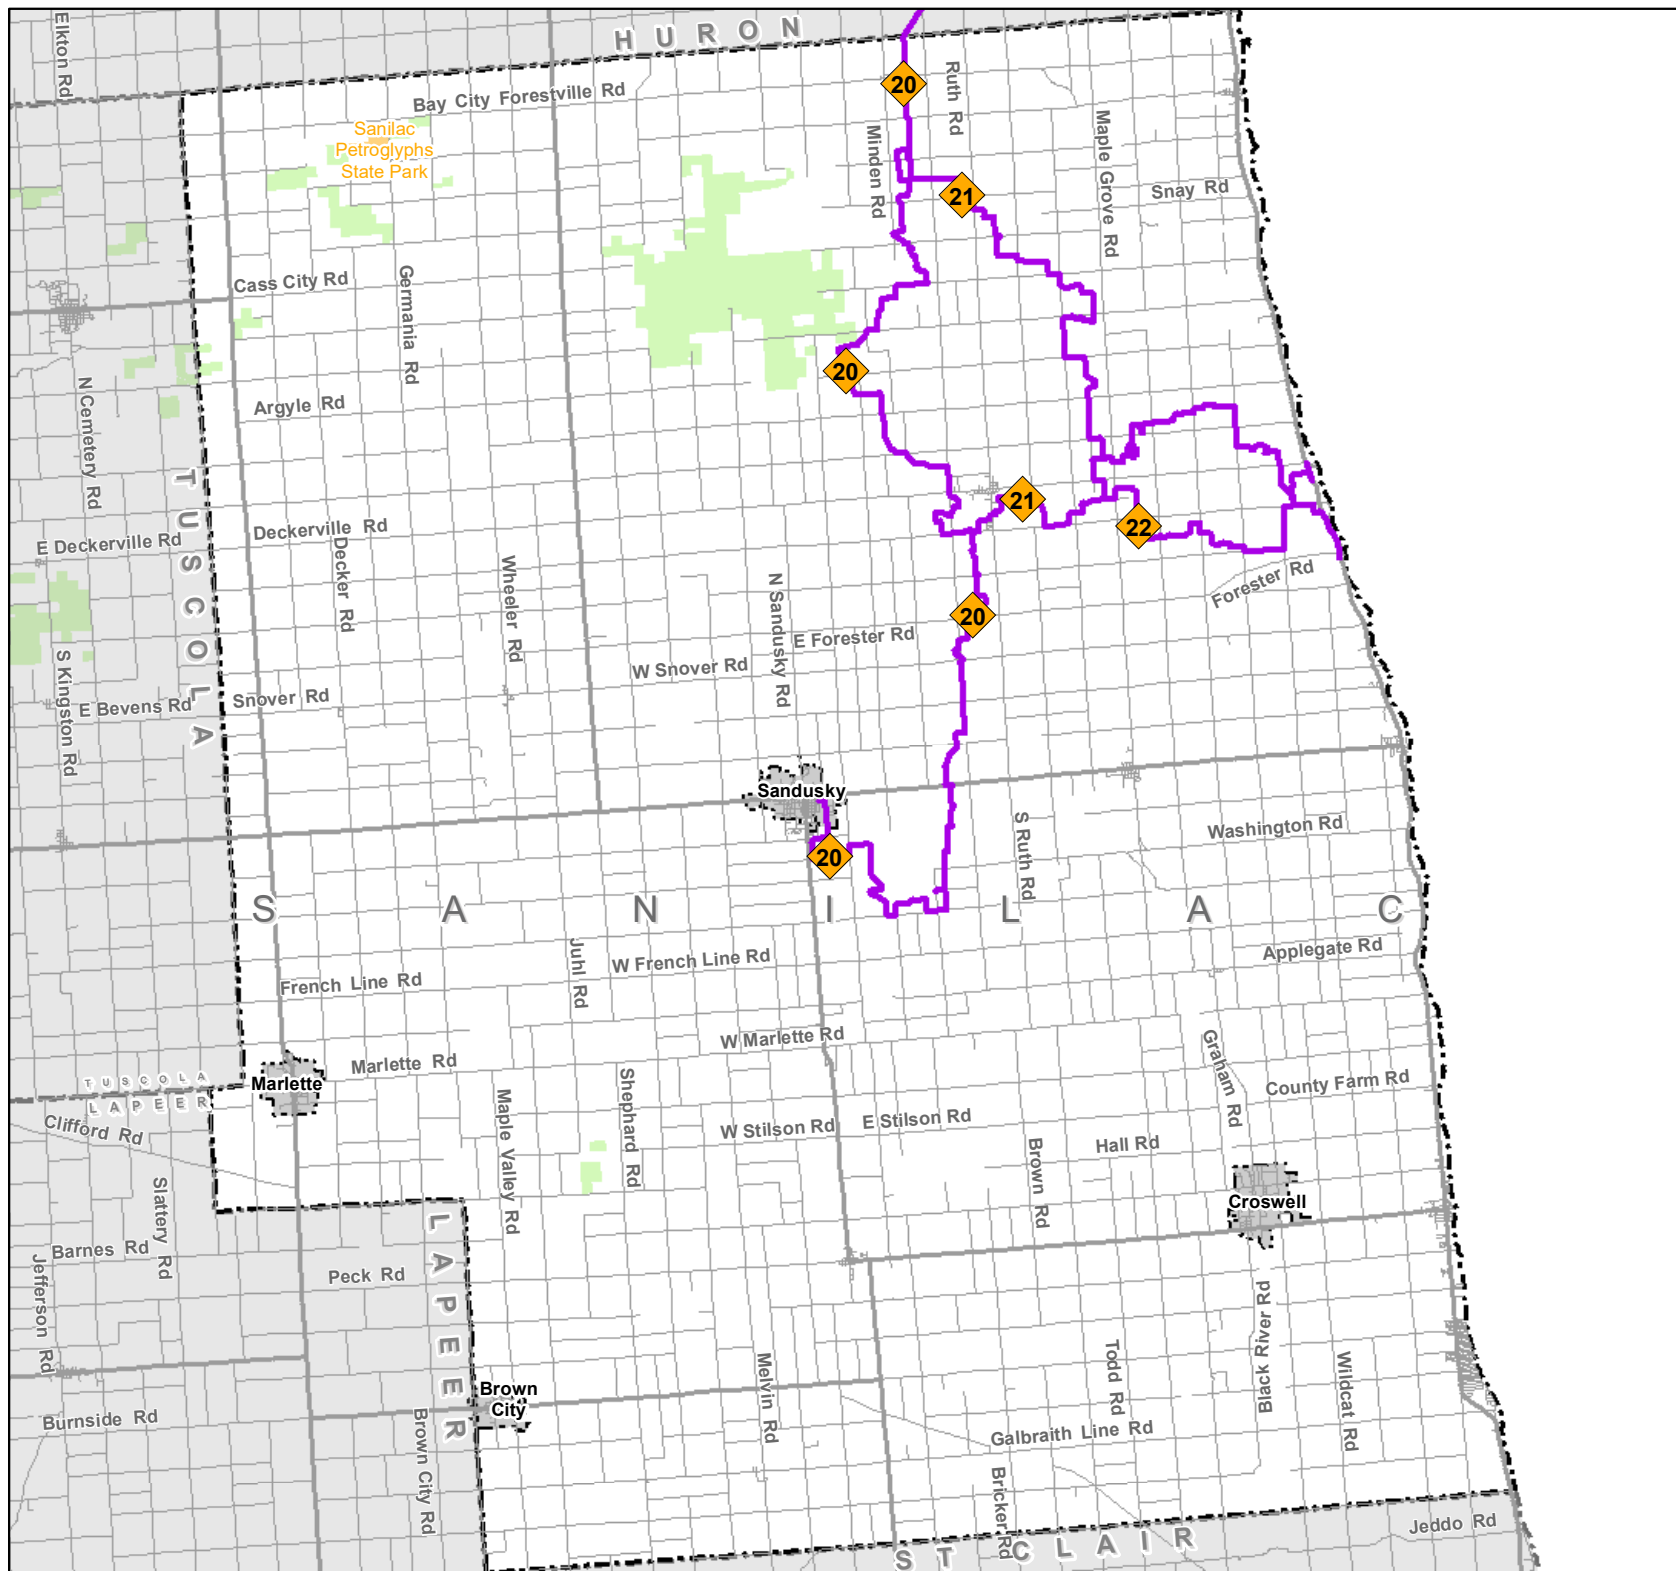 HURON
Elkton Rd
Bay City Forestville Rd
20
Ruth Rd
Sanilac
Petroglyphs
State Park
Minden Rd
Maple Grove Rd
21
Snay Rd
Cass City Rd
Germania Rd
20
N Cemetery Rd
Argyle Rd
TUSCOLA
21
22
E Deckerville Rd
Deckerville Rd
Decker Rd
Wheeler Rd
N Sandusky Rd
Forester Rd
20
E Forester Rd
W Snover Rd
S Kingston Rd
E Bevens Rd
Snover Rd
Sandusky
S Ruth Rd
Washington Rd
20
SANILAC
Juhl Rd
W French Line Rd
Applegate Rd
French Line Rd
W Marlette Rd
Graham Rd
Marlette Rd
TUSCOLA
Marlette
LAPEER
County Farm Rd
Clifford Rd
Maple Valley Rd
Shephard Rd
W Stilson Rd
E Stilson Rd
Brown Rd
Hall Rd
Slattery Rd
Croswell
LAPEER
Barnes Rd
Jefferson Rd
Peck Rd
Black River Rd
Todd Rd
Wildcat Rd
Melvin Rd
Brown
City
Burnside Rd
Brown City Rd
Galbraith Line Rd
Bricker Rd
Jeddo Rd
ST CLAIR